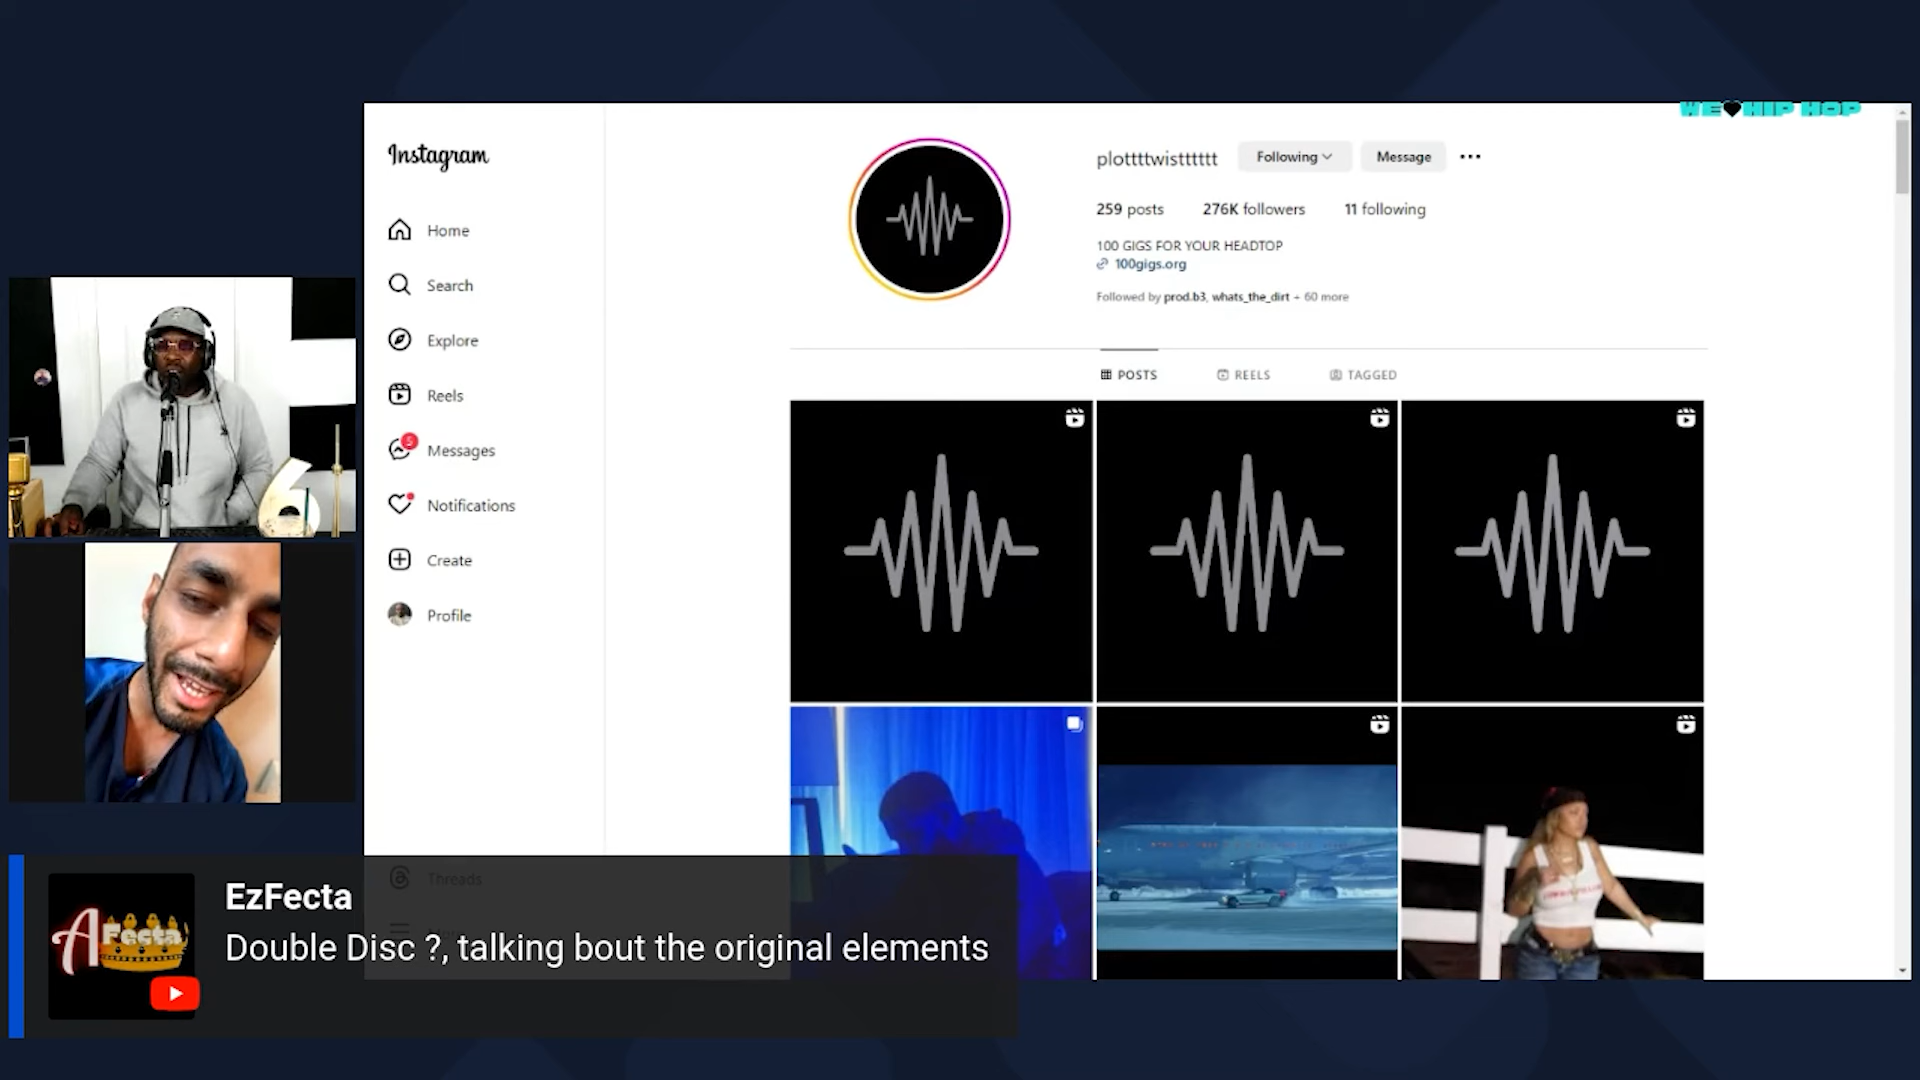 WE HIP HOP
Instagram
Home
Search
Explore
Reels
5
Messages
Notifications
Create
Profile
Threads
plottttwistttttt
Following
Message
259 posts
276K followers
11 following
100 GIGS FOR YOUR HEADTOP
100gigs.org
Followed by prod.b3, whats_the_dirt + 60 more
POSTS
REELS
TAGGED
6
A Fecta
EzFecta
Double Disc ?, talking bout the original elements